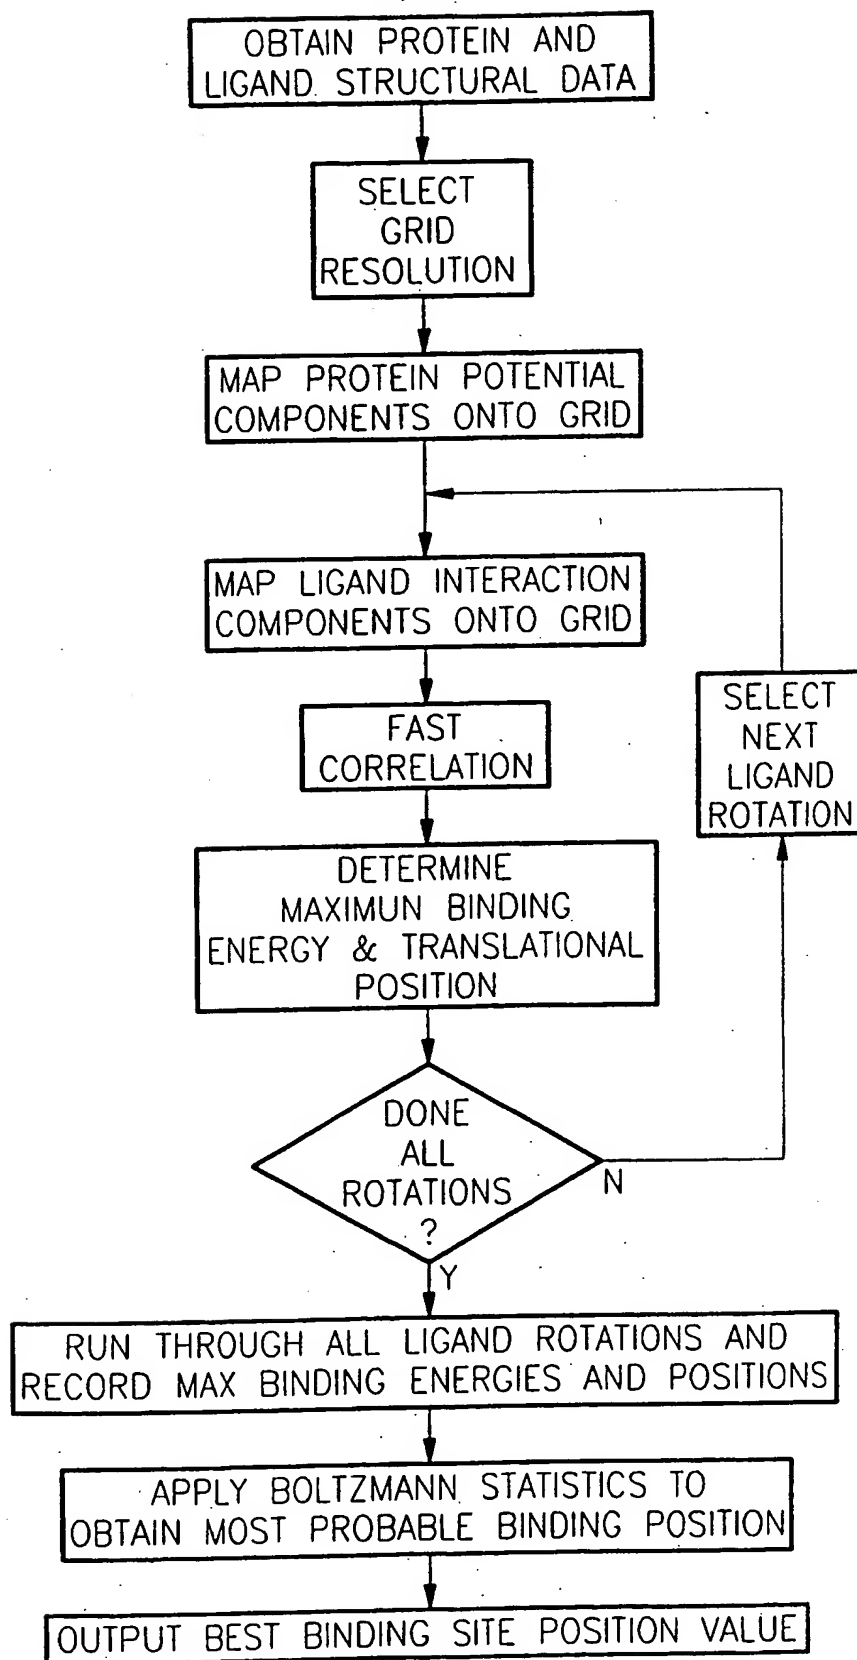 OBTAIN PROTEIN AND
LIGAND STRUCTURAL DATA
SELECT
GRID
RESOLUTION
MAP PROTEIN POTENTIAL
COMPONENTS ONTO GRID
MAP LIGAND INTERACTION
COMPONENTS ONTO GRID
FAST
CORRELATION
SELECT
NEXT
LIGAND
ROTATION
DETERMINE
MAXIMUN BINDING
ENERGY & TRANSLATIONAL
POSITION
DONE
ALL
ROTATIONS
?
N
Y
RUN THROUGH ALL LIGAND ROTATIONS AND
RECORD MAX BINDING ENERGIES AND POSITIONS
APPLY BOLTZMANN STATISTICS TO
OBTAIN MOST PROBABLE BINDING POSITION
OUTPUT BEST BINDING SITE POSITION VALUE